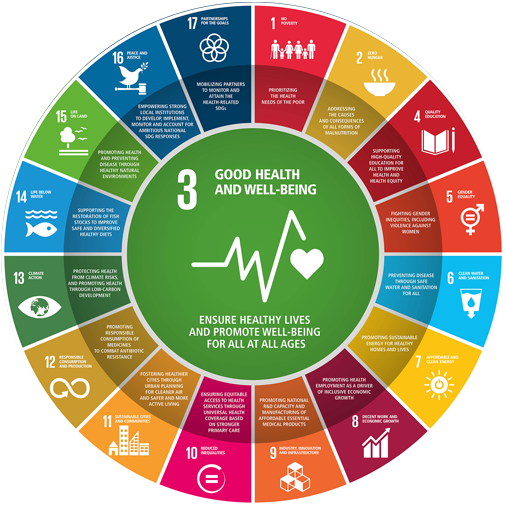 3
GOOD HEALTH
AND WELL-BEING
ENSURE HEALTHY LIVES
AND PROMOTE WELL-BEING
FOR ALL AT ALL AGES
1
NO
POVERTY
PRIORITIZING
THE HEALTH
NEEDS OF THE POOR
2
ZERO
HUNGER
ADDRESSING
THE CAUSES
AND CONSEQUENCES
OF ALL FORMS OF
MALNUTRITION
4
QUALITY
EDUCATION
SUPPORTING
HIGH-QUALITY
EDUCATION FOR
ALL TO IMPROVE
HEALTH AND
HEALTH EQUITY
5
GENDER
EQUALITY
FIGHTING GENDER
INEQUITIES, INCLUDING
VIOLENCE AGAINST
WOMEN
6
CLEAN WATER
AND SANITATION
PREVENTING DISEASE
THROUGH SAFE
WATER AND SANITATION
FOR ALL
7
AFFORDABLE AND
CLEAN ENERGY
PROMOTING SUSTAINABLE
ENERGY FOR HEALTHY
HOMES AND LIVES
8
DECENT WORK AND
ECONOMIC GROWTH
PROMOTING HEALTH
EMPLOYMENT AS A DRIVER
OF INCLUSIVE ECONOMIC
GROWTH
9
INDUSTRY, INNOVATION
AND INFRASTRUCTURE
PROMOTING NATIONAL
R&D CAPACITY AND
MANUFACTURING OF
AFFORDABLE ESSENTIAL
MEDICAL PRODUCTS
10
REDUCED
INEQUALITIES
ENSURING EQUITABLE
ACCESS TO HEALTH
SERVICES THROUGH
UNIVERSAL HEALTH
COVERAGE BASED
ON STRONGER
PRIMARY CARE
11
SUSTAINABLE CITIES
AND COMMUNITIES
FOSTERING HEALTHIER
CITIES THROUGH
URBAN PLANNING
FOR CLEANER AIR
AND SAFER AND MORE
ACTIVE LIVING
12
RESPONSIBLE
CONSUMPTION
AND PRODUCTION
PROMOTING
RESPONSIBLE
CONSUMPTION OF
MEDICINES
TO COMBAT ANTIBIOTIC
RESISTANCE
13
CLIMATE
ACTION
PROTECTING HEALTH
FROM CLIMATE RISKS,
AND PROMOTING HEALTH
THROUGH LOW-CARBON
DEVELOPMENT
14
LIFE BELOW
WATER
SUPPORTING THE
RESTORATION OF FISH
STOCKS TO IMPROVE
SAFE AND DIVERSIFIED
HEALTHY DIETS
15
LIFE
ON LAND
PROMOTING HEALTH
AND PREVENTING
DISEASE THROUGH
HEALTHY NATURAL
ENVIRONMENTS
16
PEACE AND
JUSTICE
EMPOWERING STRONG
LOCAL INSTITUTIONS
TO DEVELOP, IMPLEMENT,
MONITOR AND ACCOUNT FOR
AMBITIOUS NATIONAL
SDG RESPONSES
17
PARTNERSHIPS
FOR THE GOALS
MOBILIZING PARTNERS
TO MONITOR AND
ATTAIN THE
HEALTH-RELATED
SDGs